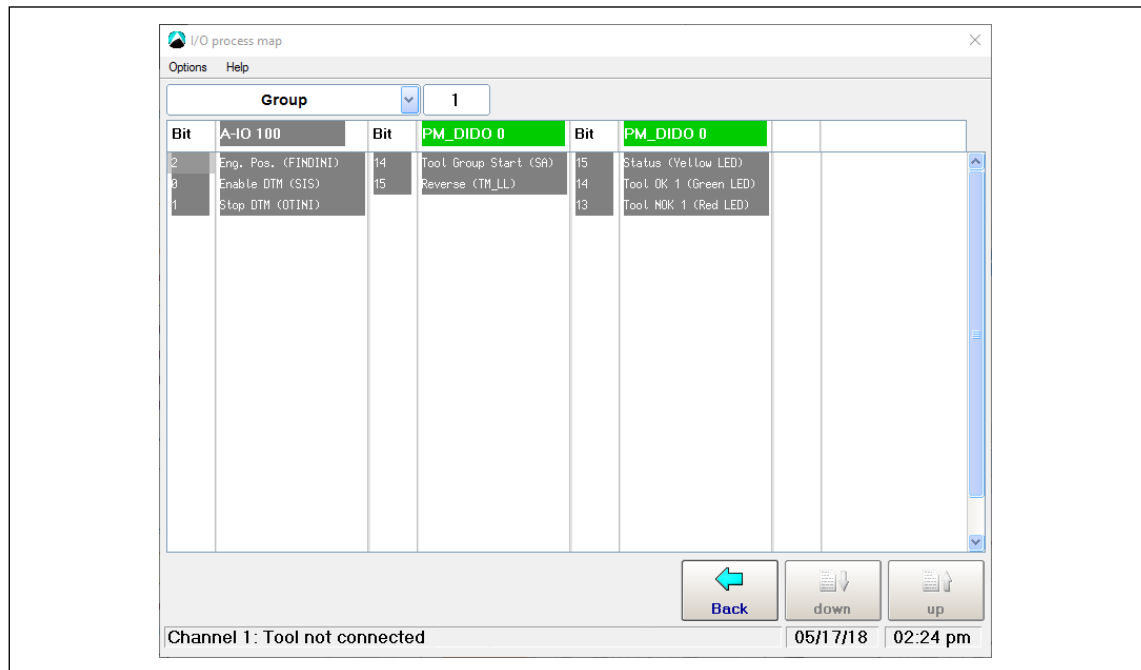 I/O process map
Options Help
Group 1
Bit A-IO 100 Bit PM_DIDO 0 Bit PM_DIDO 0
2 Eng. Pos. (FINDINI) 14 Tool Group Start (SA) 15 Status (Yellow LED)
0 Enable DTM (SIS) 15 Reverse (TM_LL) 14 Tool OK 1 (Green LED)
1 Stop DTM (OTINI) 13 Tool NOK 1 (Red LED)
Back down up
Channel 1: Tool not connected 05/17/18 02:24 pm